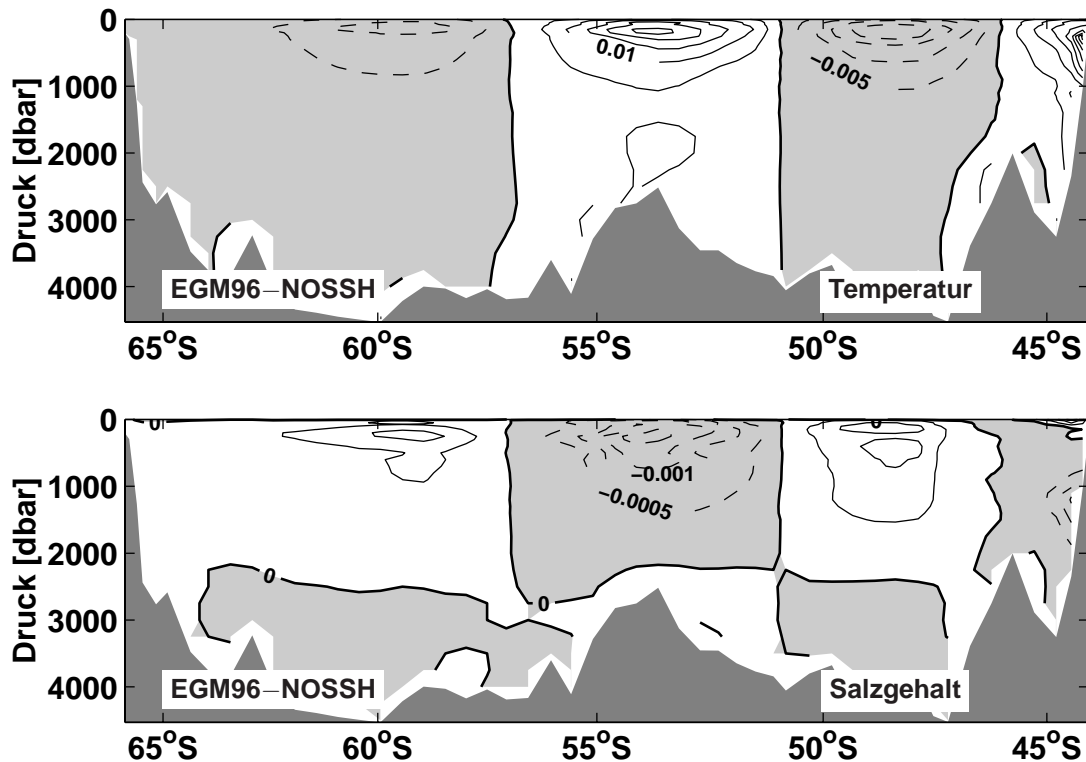 0
1000
2000
3000
4000
Druck [dbar]
0.01
−0.005
EGM96−NOSSH
Temperatur
65°S
60°S
55°S
50°S
45°S
0
1000
2000
3000
4000
Druck [dbar]
0
0
−0.001
−0.0005
0
0
EGM96−NOSSH
Salzgehalt
65°S
60°S
55°S
50°S
45°S